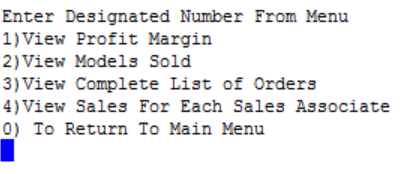 Enter Designated Number From Menu
1)View Profit Margin
2)View Models Sold
3)View Complete List of Orders
4)View Sales For Each Sales Associate
0) To Return To Main Menu